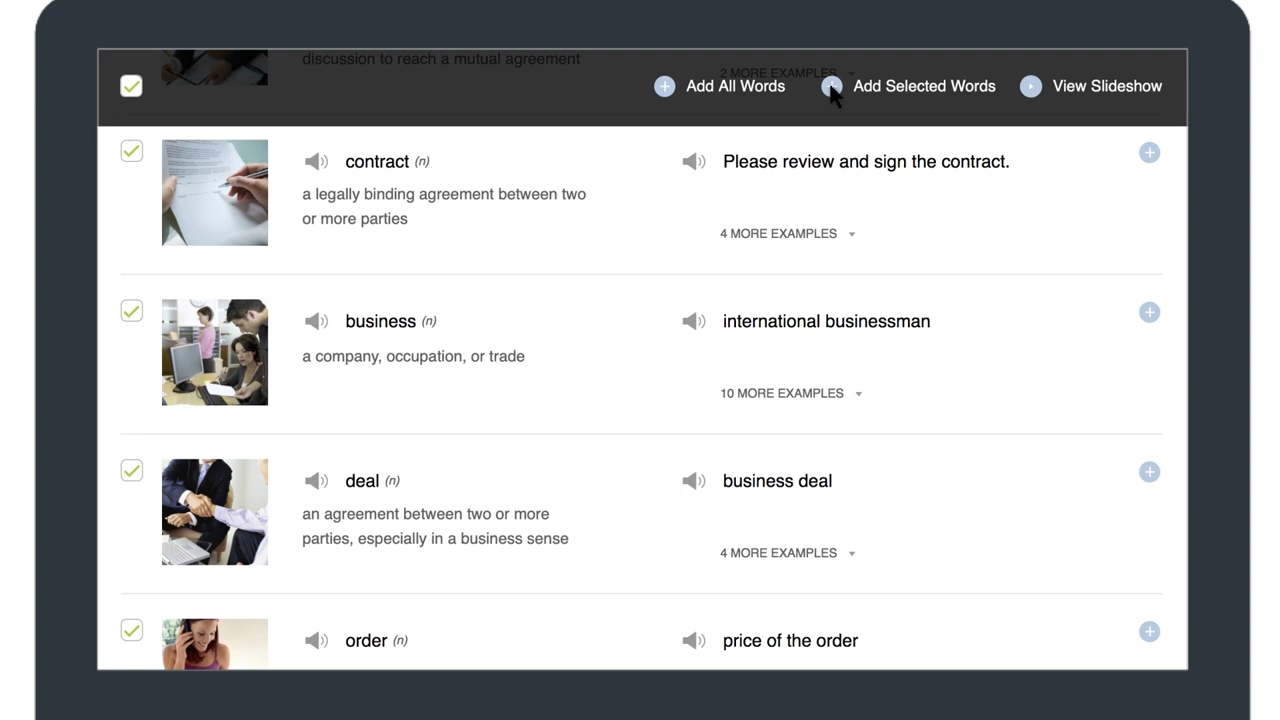 discussion to reach a mutual agreement
2 MORE EXAMPLES
Add All Words
Add Selected Words
View Slideshow
contract (n)
Please review and sign the contract.
a legally binding agreement between two
or more parties
4 MORE EXAMPLES
business (n)
international businessman
a company, occupation, or trade
10 MORE EXAMPLES
deal (n)
business deal
an agreement between two or more
parties, especially in a business sense
4 MORE EXAMPLES
order (n)
price of the order